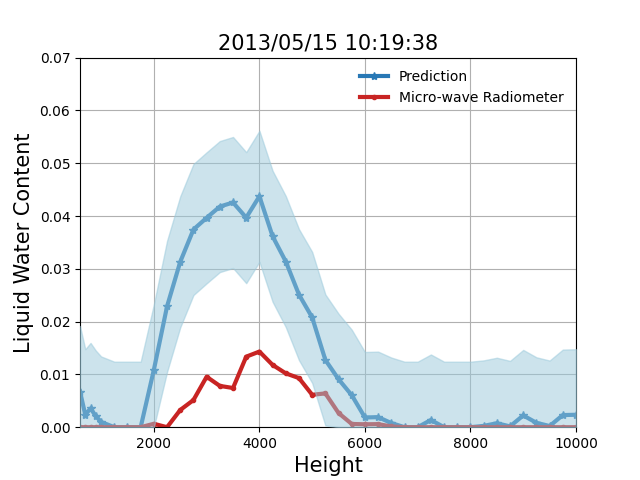 2013/05/15 10:19:38
0.07
0.06
0.05
0.04
0.03
0.02
0.01
0.00
Liquid Water Content
Prediction
Micro-wave Radiometer
2000 4000 6000 8000 10000
Height